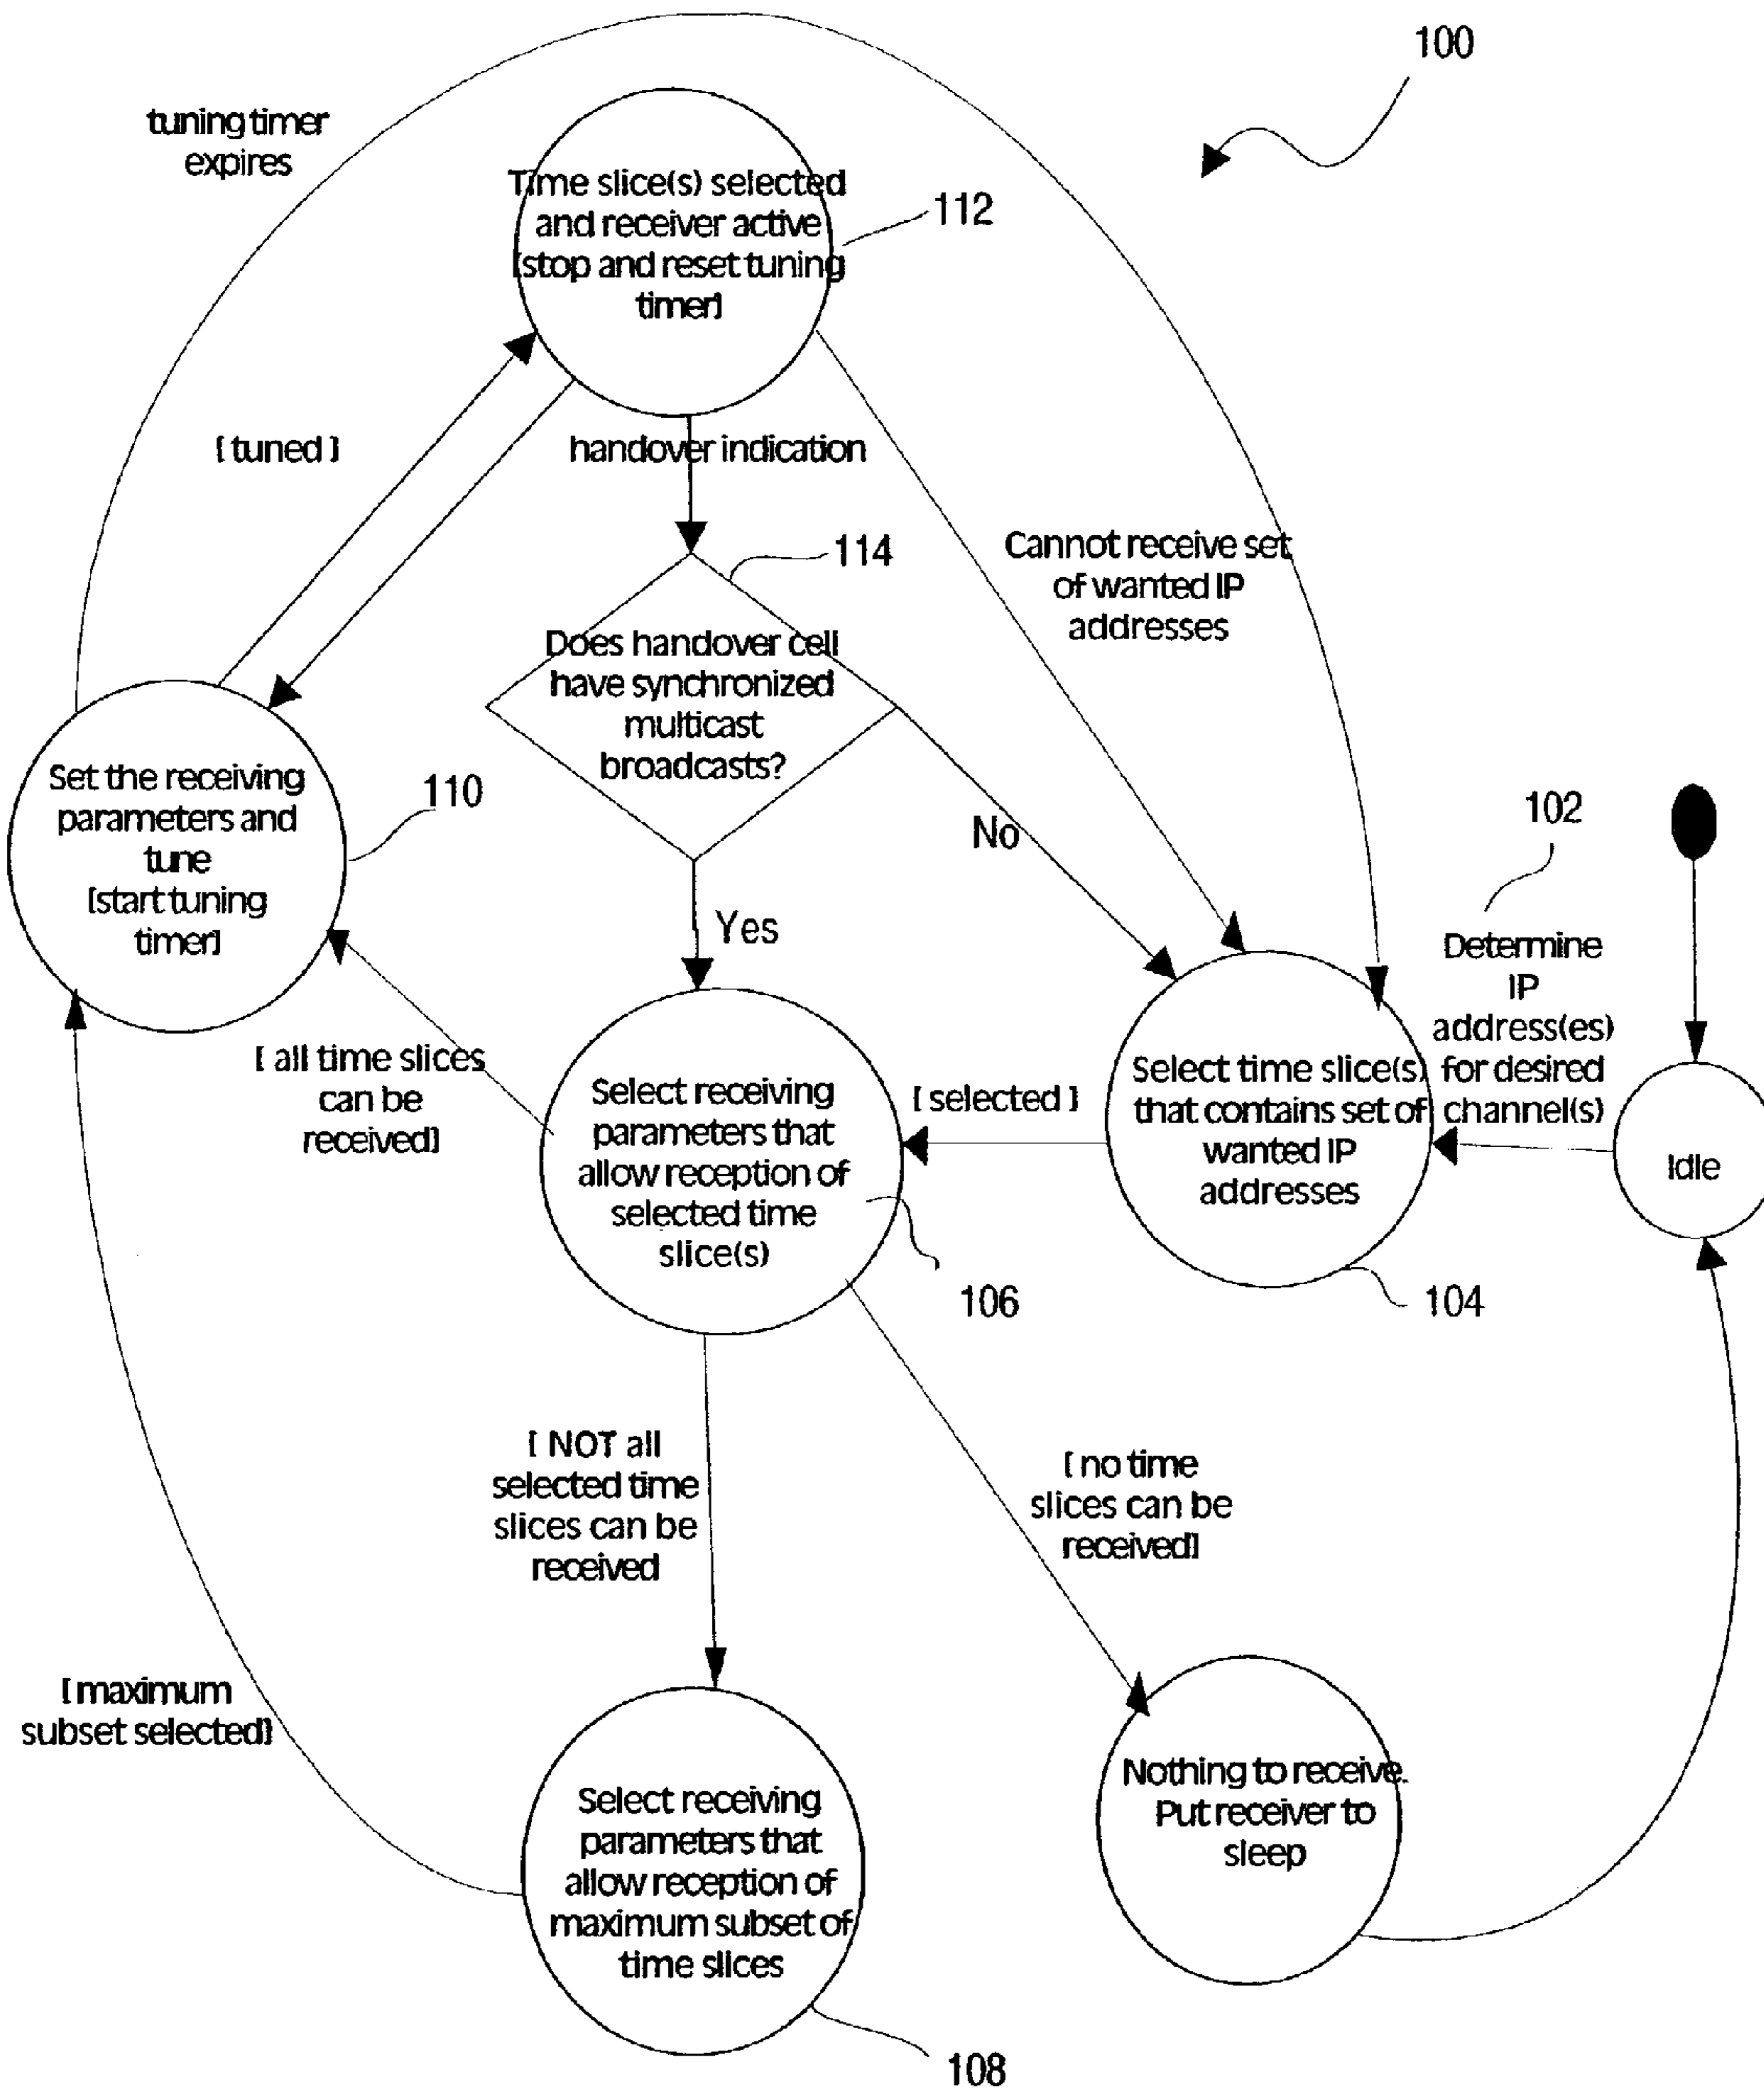 100
tuning timer
expires
Time slice(s) selected
and receiver active
[stop and reset tuning
timer]
112
[ tuned ]
handover indication
114
Cannot receive set
of wanted IP
addresses
Does handover cell
have synchronized
multicast
broadcasts?
Set the receiving
parameters and
tune
[start tuning
timer]
110
No
102
Yes
Determine
IP
address(es)
for desired
channel(s)
[ all time slices
can be
received]
Select receiving
parameters that
allow reception of
selected time
slice(s)
[ selected ]
Select time slice(s)
that contains set of
wanted IP
addresses
Idle
106
104
[ NOT all
selected time
slices can be
received
[ no time
slices can be
received]
[maximum
subset selected]
Select receiving
parameters that
allow reception of
maximum subset of
time slices
Nothing to receive.
Put receiver to
sleep
108